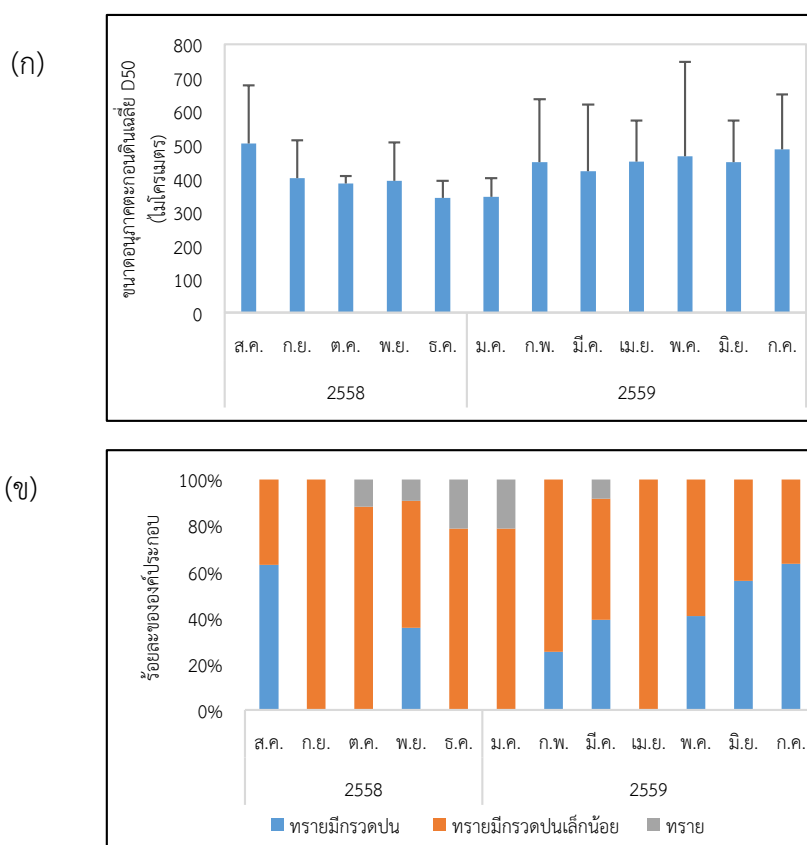 (ก)
ขนาดอนุภาคตะกอนดินเฉลี่ย D50
(ไมโครเมตร)
800
700
600
500
400
300
200
100
0
ส.ค. ก.ย. ต.ค. พ.ย. ธ.ค. ม.ค. ก.พ. มี.ค. เม.ย. พ.ค. มิ.ย. ก.ค.
2558 2559
(ข)
ร้อยละขององค์ประกอบ
100%
80%
60%
40%
20%
0%
ส.ค. ก.ย. ต.ค. พ.ย. ธ.ค. ม.ค. ก.พ. มี.ค. เม.ย. พ.ค. มิ.ย. ก.ค.
2558 2559
ทรายมีกรวดปน ทรายมีกรวดปนเล็กน้อย ทราย